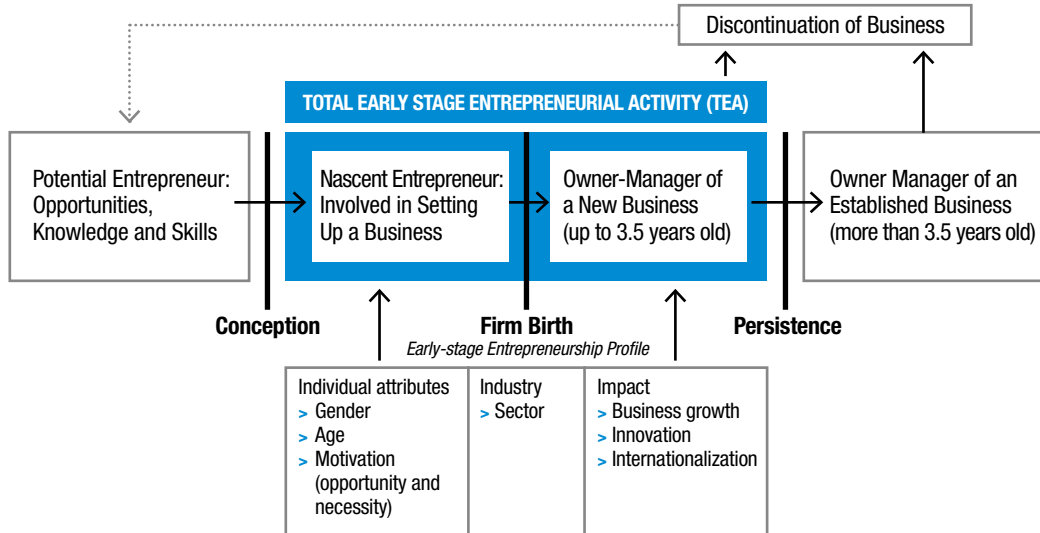 Discontinuation of Business
TOTAL EARLY STAGE ENTREPRENEURIAL ACTIVITY (TEA)
Potential Entrepreneur:
Opportunities,
Knowledge and Skills
Nascent Entrepreneur:
Involved in Setting
Up a Business
Owner-Manager of
a New Business
(up to 3.5 years old)
Owner Manager of an
Established Business
(more than 3.5 years old)
Conception
Firm Birth
Persistence
Early-stage Entrepreneurship Profile
Individual attributes
> Gender
> Age
> Motivation
(opportunity and
necessity)
Industry
> Sector
Impact
> Business growth
> Innovation
> Internationalization